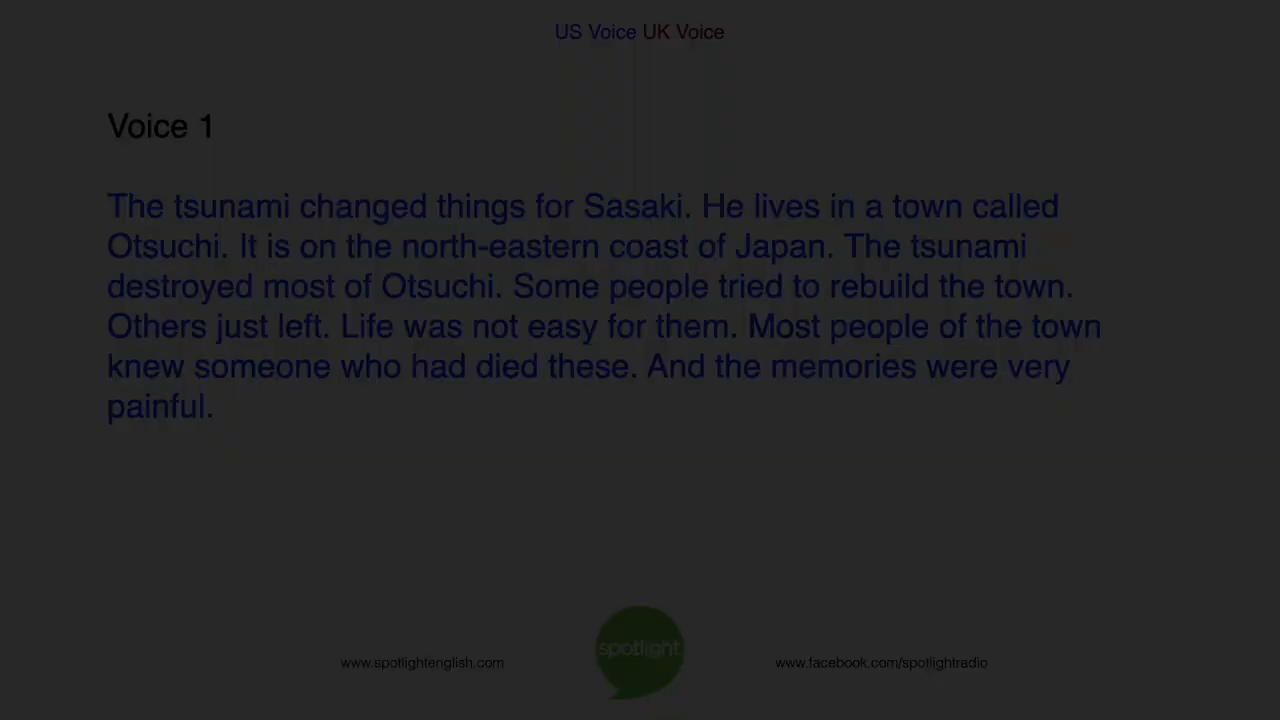 US Voice UK Voice
Voice 1
The tsunami changed things for Sasaki. He lives in a town called
Otsuchi. It is on the north-eastern coast of Japan. The tsunami
destroyed most of Otsuchi. Some people tried to rebuild the town.
Others just left. Life was not easy for them. Most people of the town
knew someone who had died these. And the memories were very
painful.
spotlight
www.spotlightenglish.com
www.facebook.com/spotlightradio